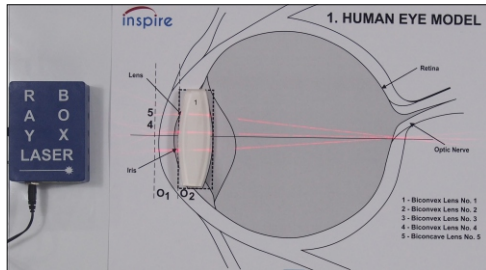 inspire
1. HUMAN EYE MODEL
Lens
Retina
1
R B
A O
Y X
LASER
5
4
Iris
Optic Nerve
O1 O2
1 - Biconvex Lens No. 1
2 - Biconvex Lens No. 2
3 - Biconvex Lens No. 3
4 - Biconvex Lens No. 4
5 - Biconcave Lens No. 5